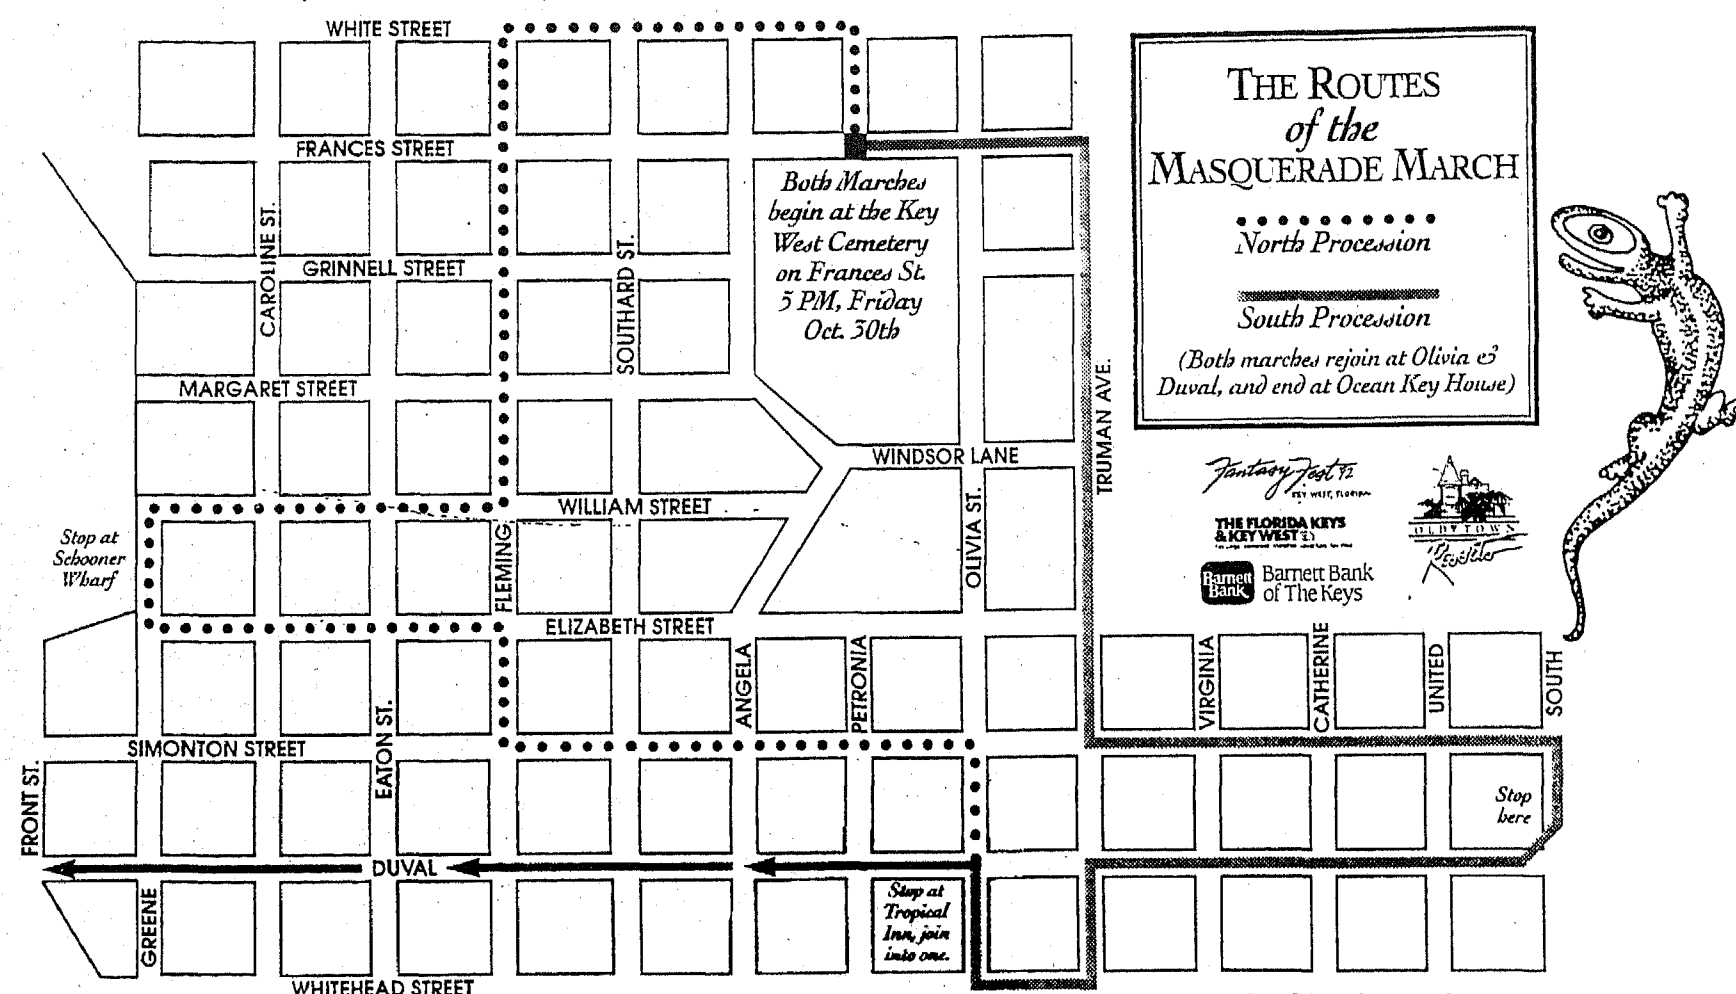 WHITE STREET
FRANCES STREET
CAROLINE ST.
GRINNELL STREET
SOUTHARD ST.
MARGARET STREET
Both Marches
begin at the Key
West Cemetery
on Frances St.
5 PM, Friday
Oct. 30th
WINDSOR LANE
WILLIAM STREET
Stop at
Schooner
Wharf
FLEMING
OLIVIA ST.
TRUMAN AVE.
ELIZABETH STREET
ANGELA
PETRONIA
VIRGINIA
CATHERINE
UNITED
SOUTH
SIMONTON STREET
EATON ST.
FRONT ST.
Stop
here
DUVAL
GREENE
Stop at
Tropical
Inn, join
into one.
WHITEHEAD STREET
THE ROUTES
of the
MASQUERADE MARCH
North Procession
South Procession
(Both marches rejoin at Olivia &
Duval, and end at Ocean Key House)
Fantasy Fest 92
KEY WEST, FLORIDA
THE FLORIDA KEYS
& KEY WEST
OLD TOWN
Barnett
Bank
Barnett Bank
of The Keys